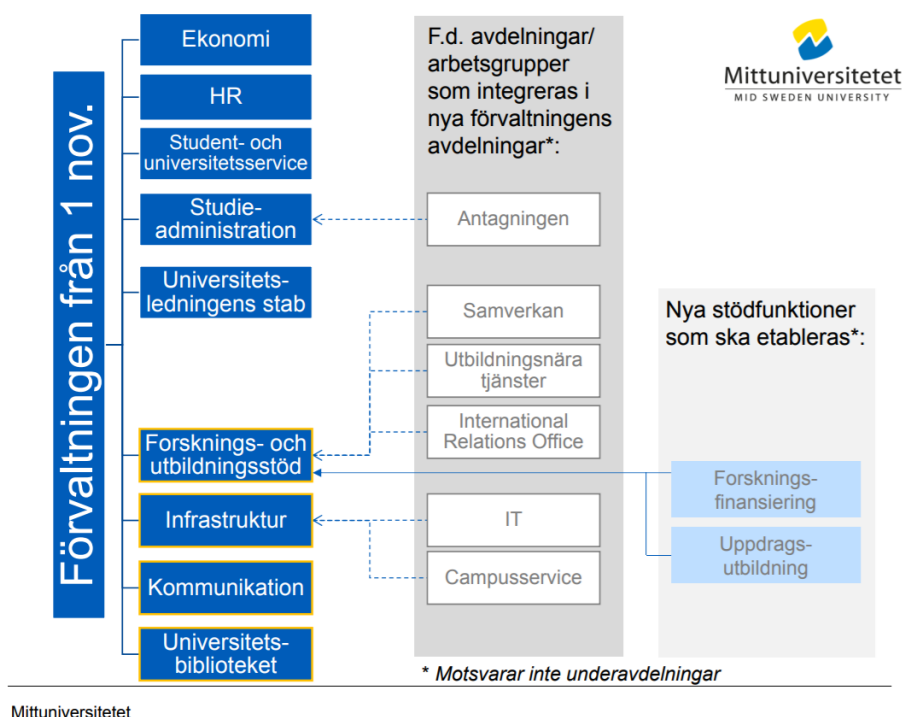 Förvaltningen från 1 nov.
Ekonomi
HR
Student- och
universitetsservice
Studie-
administration
Universitets-
ledningens stab
Forsknings- och
utbildningsstöd
Infrastruktur
Kommunikation
Universitets-
biblioteket
F.d. avdelningar/
arbetsgrupper
som integreras i
nya förvaltningens
avdelningar*:
Antagningen
Samverkan
Utbildningsnära
tjänster
International
Relations Office
IT
Campusservice
* Motsvarar inte underavdelningar
Mittuniversitetet
MID SWEDEN UNIVERSITY
Nya stödfunktioner
som ska etableras*:
Forsknings-
finansiering
Uppdrags-
utbildning
Mittuniversitetet